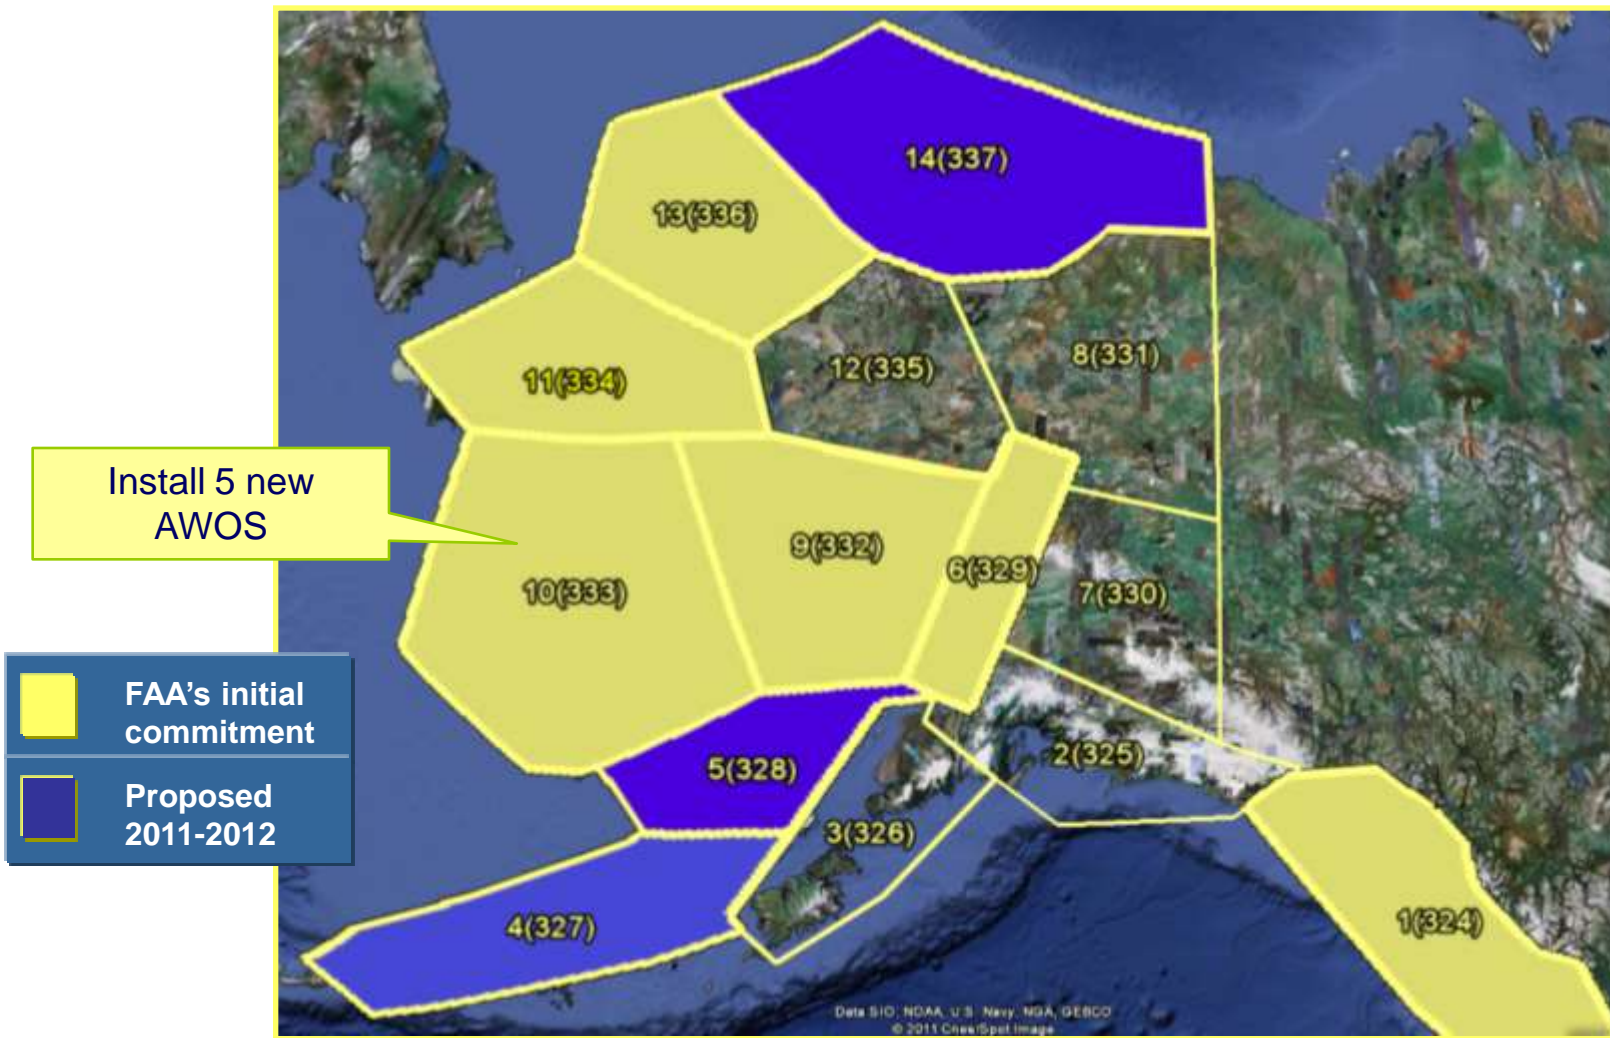 14(337)
13(336)
12(335)
8(331)
11(334)
Install 5 new
AWOS
9(332)
6(329)
10(333)
7(330)
FAA's initial
commitment
5(328)
2(325)
Proposed
2011-2012
3(326)
4(327)
1(324)
Data SIO, NOAA, U.S. Navy, NGA, GEBCO
© 2011 Cnes/Spot Image